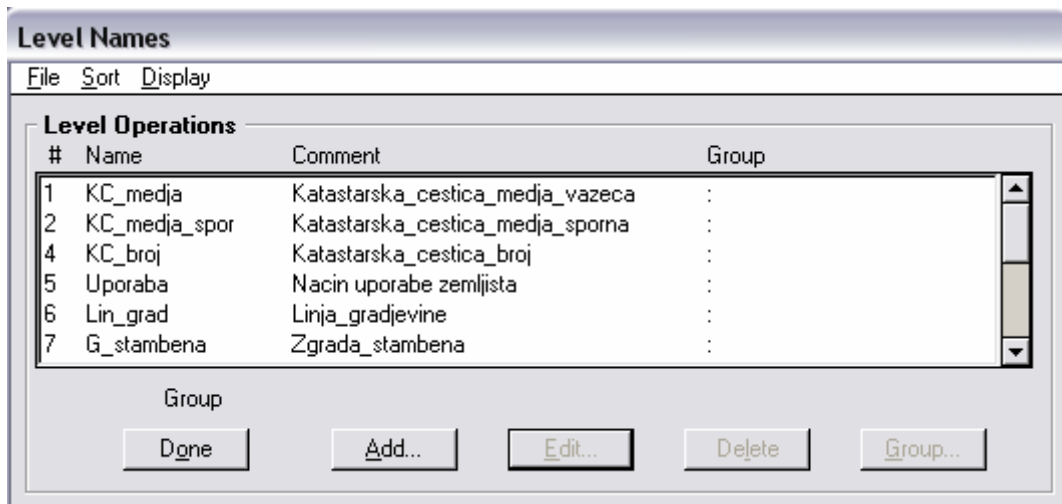 Level Names
File Sort Display
Level Operations
# Name Comment Group
1 KC_medja Katastarska_cestica_medja_vazeca :
2 KC_medja_spor Katastarska_cestica_medja_sporna :
4 KC_broj Katastarska_cestica_broj :
5 Uporaba Nacin uporabe zemljista :
6 Lin_grad Linja_gradjevine :
7 G_stambena Zgrada_stambena :
Group
Done Add... Edit... Delete Group...